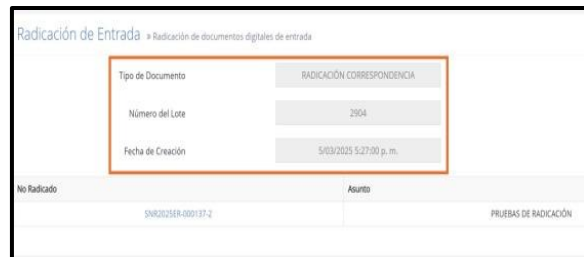 Radicación de Entrada » Radicación de documentos digitales de entrada
Tipo de Documento RADICACIÓN CORRESPONDENCIA
Número del Lote 2904
Fecha de Creación 5/03/2025 5:27:00 p. m.
No Radicado Asunto
SNR2025ER-000137-2 PRUEBAS DE RADICACIÓN